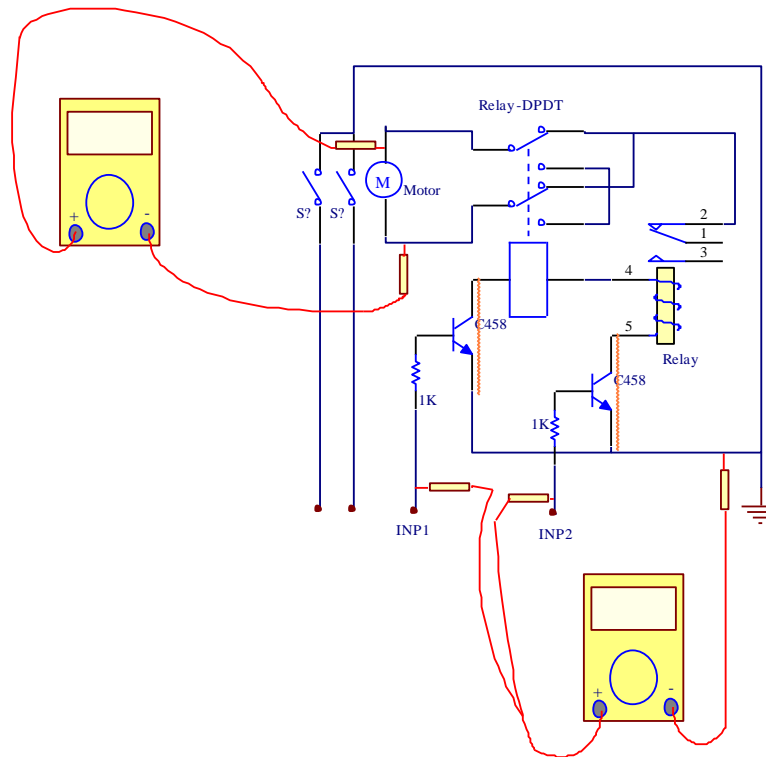 Relay-DPDT
M
Motor
S?
S?
+
-
2
1
3
4
5
C458
Relay
C458
1K
1K
INP1
INP2
+
-